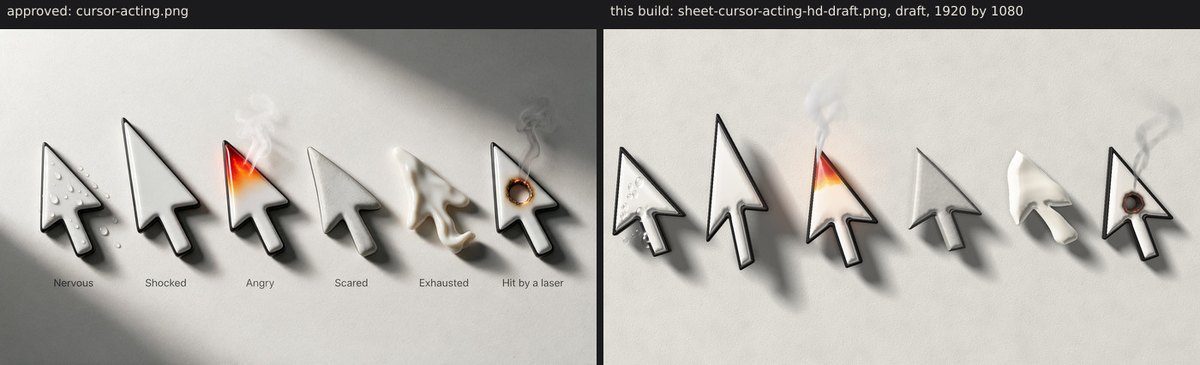 approved: cursor-acting.png
this build: sheet-cursor-acting-hd-draft.png, draft, 1920 by 1080
Nervous
Shocked
Angry
Scared
Exhausted
Hit by a laser